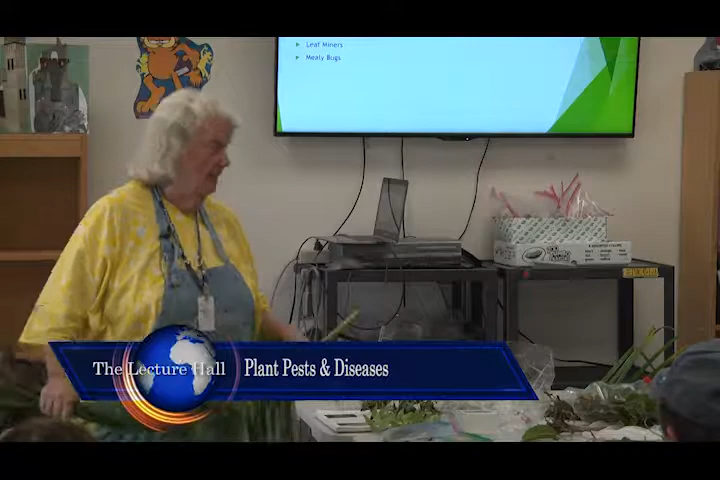 Leaf Miners
Mealy Bugs
The Lecture Hall
Plant Pests & Diseases